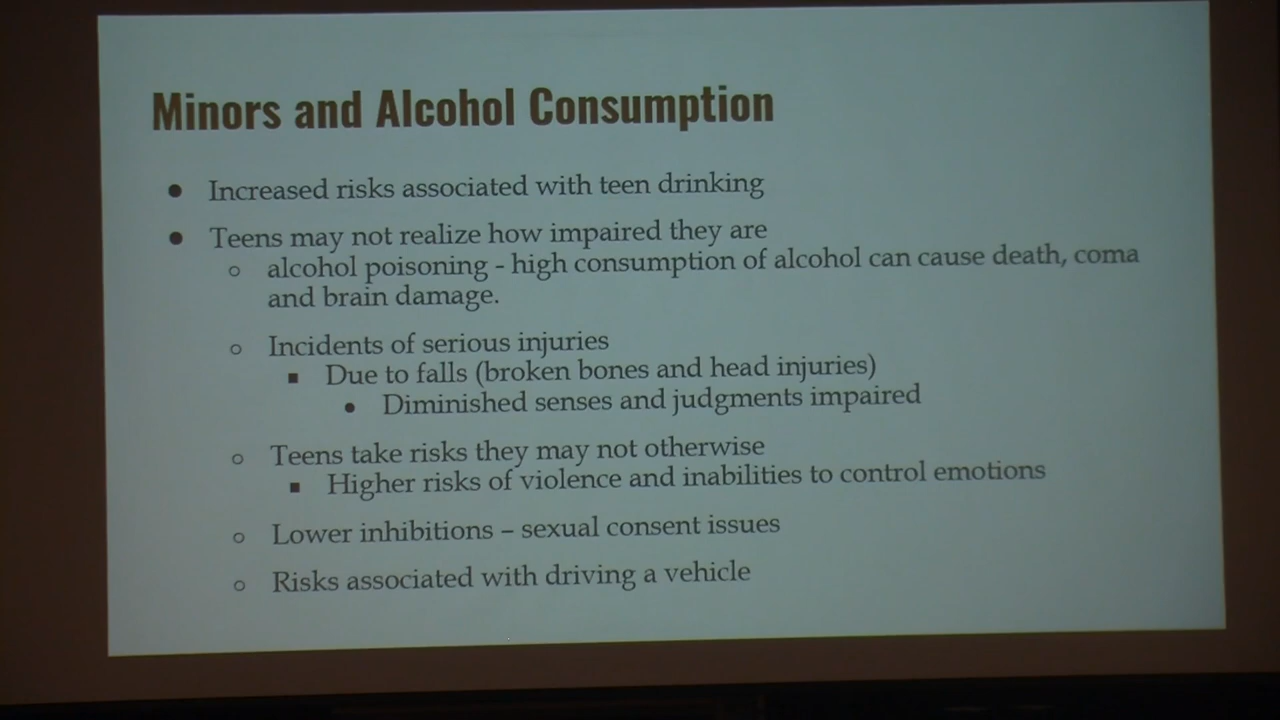 Minors and Alcohol Consumption
● Increased risks associated with teen drinking
● Teens may not realize how impaired they are
○ alcohol poisoning - high consumption of alcohol can cause death, coma
and brain damage.
○ Incidents of serious injuries
■ Due to falls (broken bones and head injuries)
● Diminished senses and judgments impaired
○ Teens take risks they may not otherwise
■ Higher risks of violence and inabilities to control emotions
○ Lower inhibitions – sexual consent issues
○ Risks associated with driving a vehicle